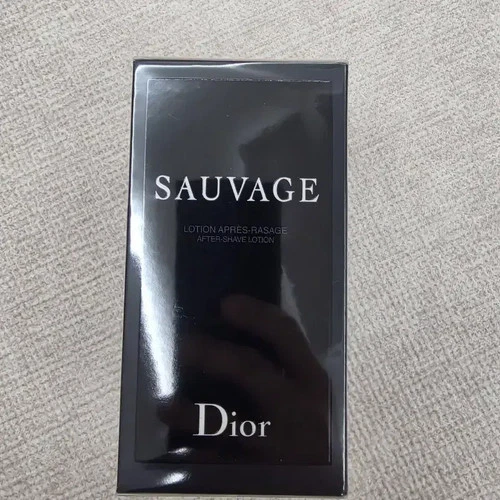 SAUVAGE
LOTION APRÈS-RASAGE
AFTER-SHAVE LOTION
Dior